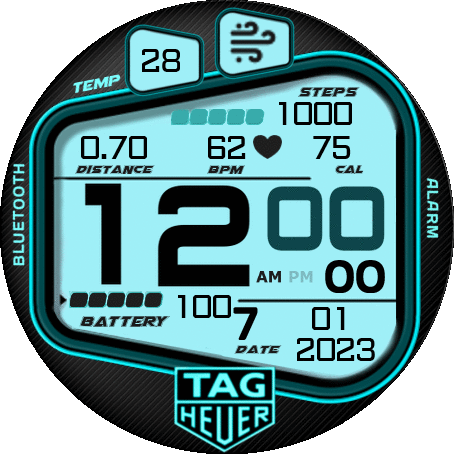 28
TEMP
STEPS
1000
0.70 62 75
DISTANCE BPM CAL
BLUETOOTH
ALARM
12 00
AM PM 00
100
BATTERY
7 01
DATE 2023
TAG
HEUER